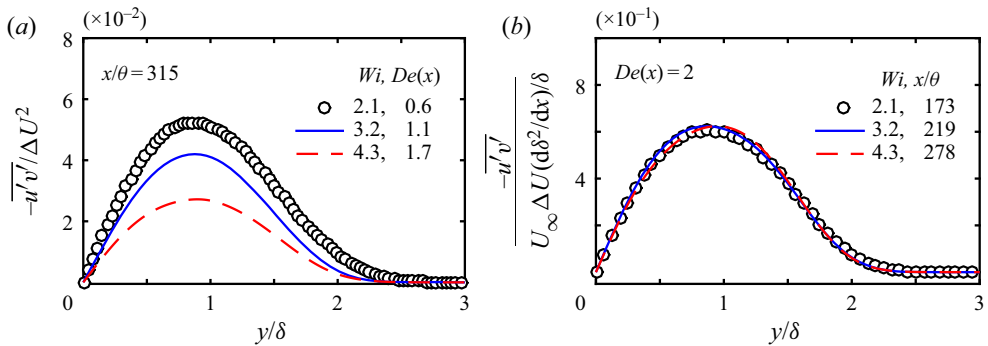 (a)
(×10⁻²)
8
6
4
2
0
0
1
2
3
−u′v′/ΔU²
y/δ
x/θ = 315
Wi, De(x)
2.1, 0.6
3.2, 1.1
4.3, 1.7
(b)
(×10⁻¹)
8
4
0
0
1
2
3
−u′v′
U∞ΔU(dδ²/dx)/δ
y/δ
De(x) = 2
Wi, x/θ
2.1, 173
3.2, 219
4.3, 278